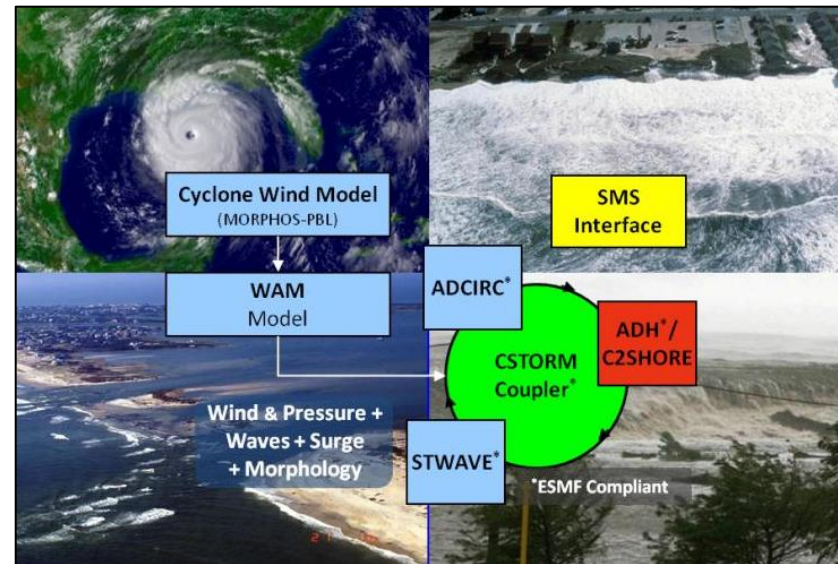 Cyclone Wind Model
(MORPHOS-PBL)
SMS
Interface
WAM
Model
ADCIRC*
ADH*/
C2SHORE
CSTORM
Coupler*
Wind & Pressure +
Waves + Surge
+ Morphology
STWAVE*
*ESMF Compliant